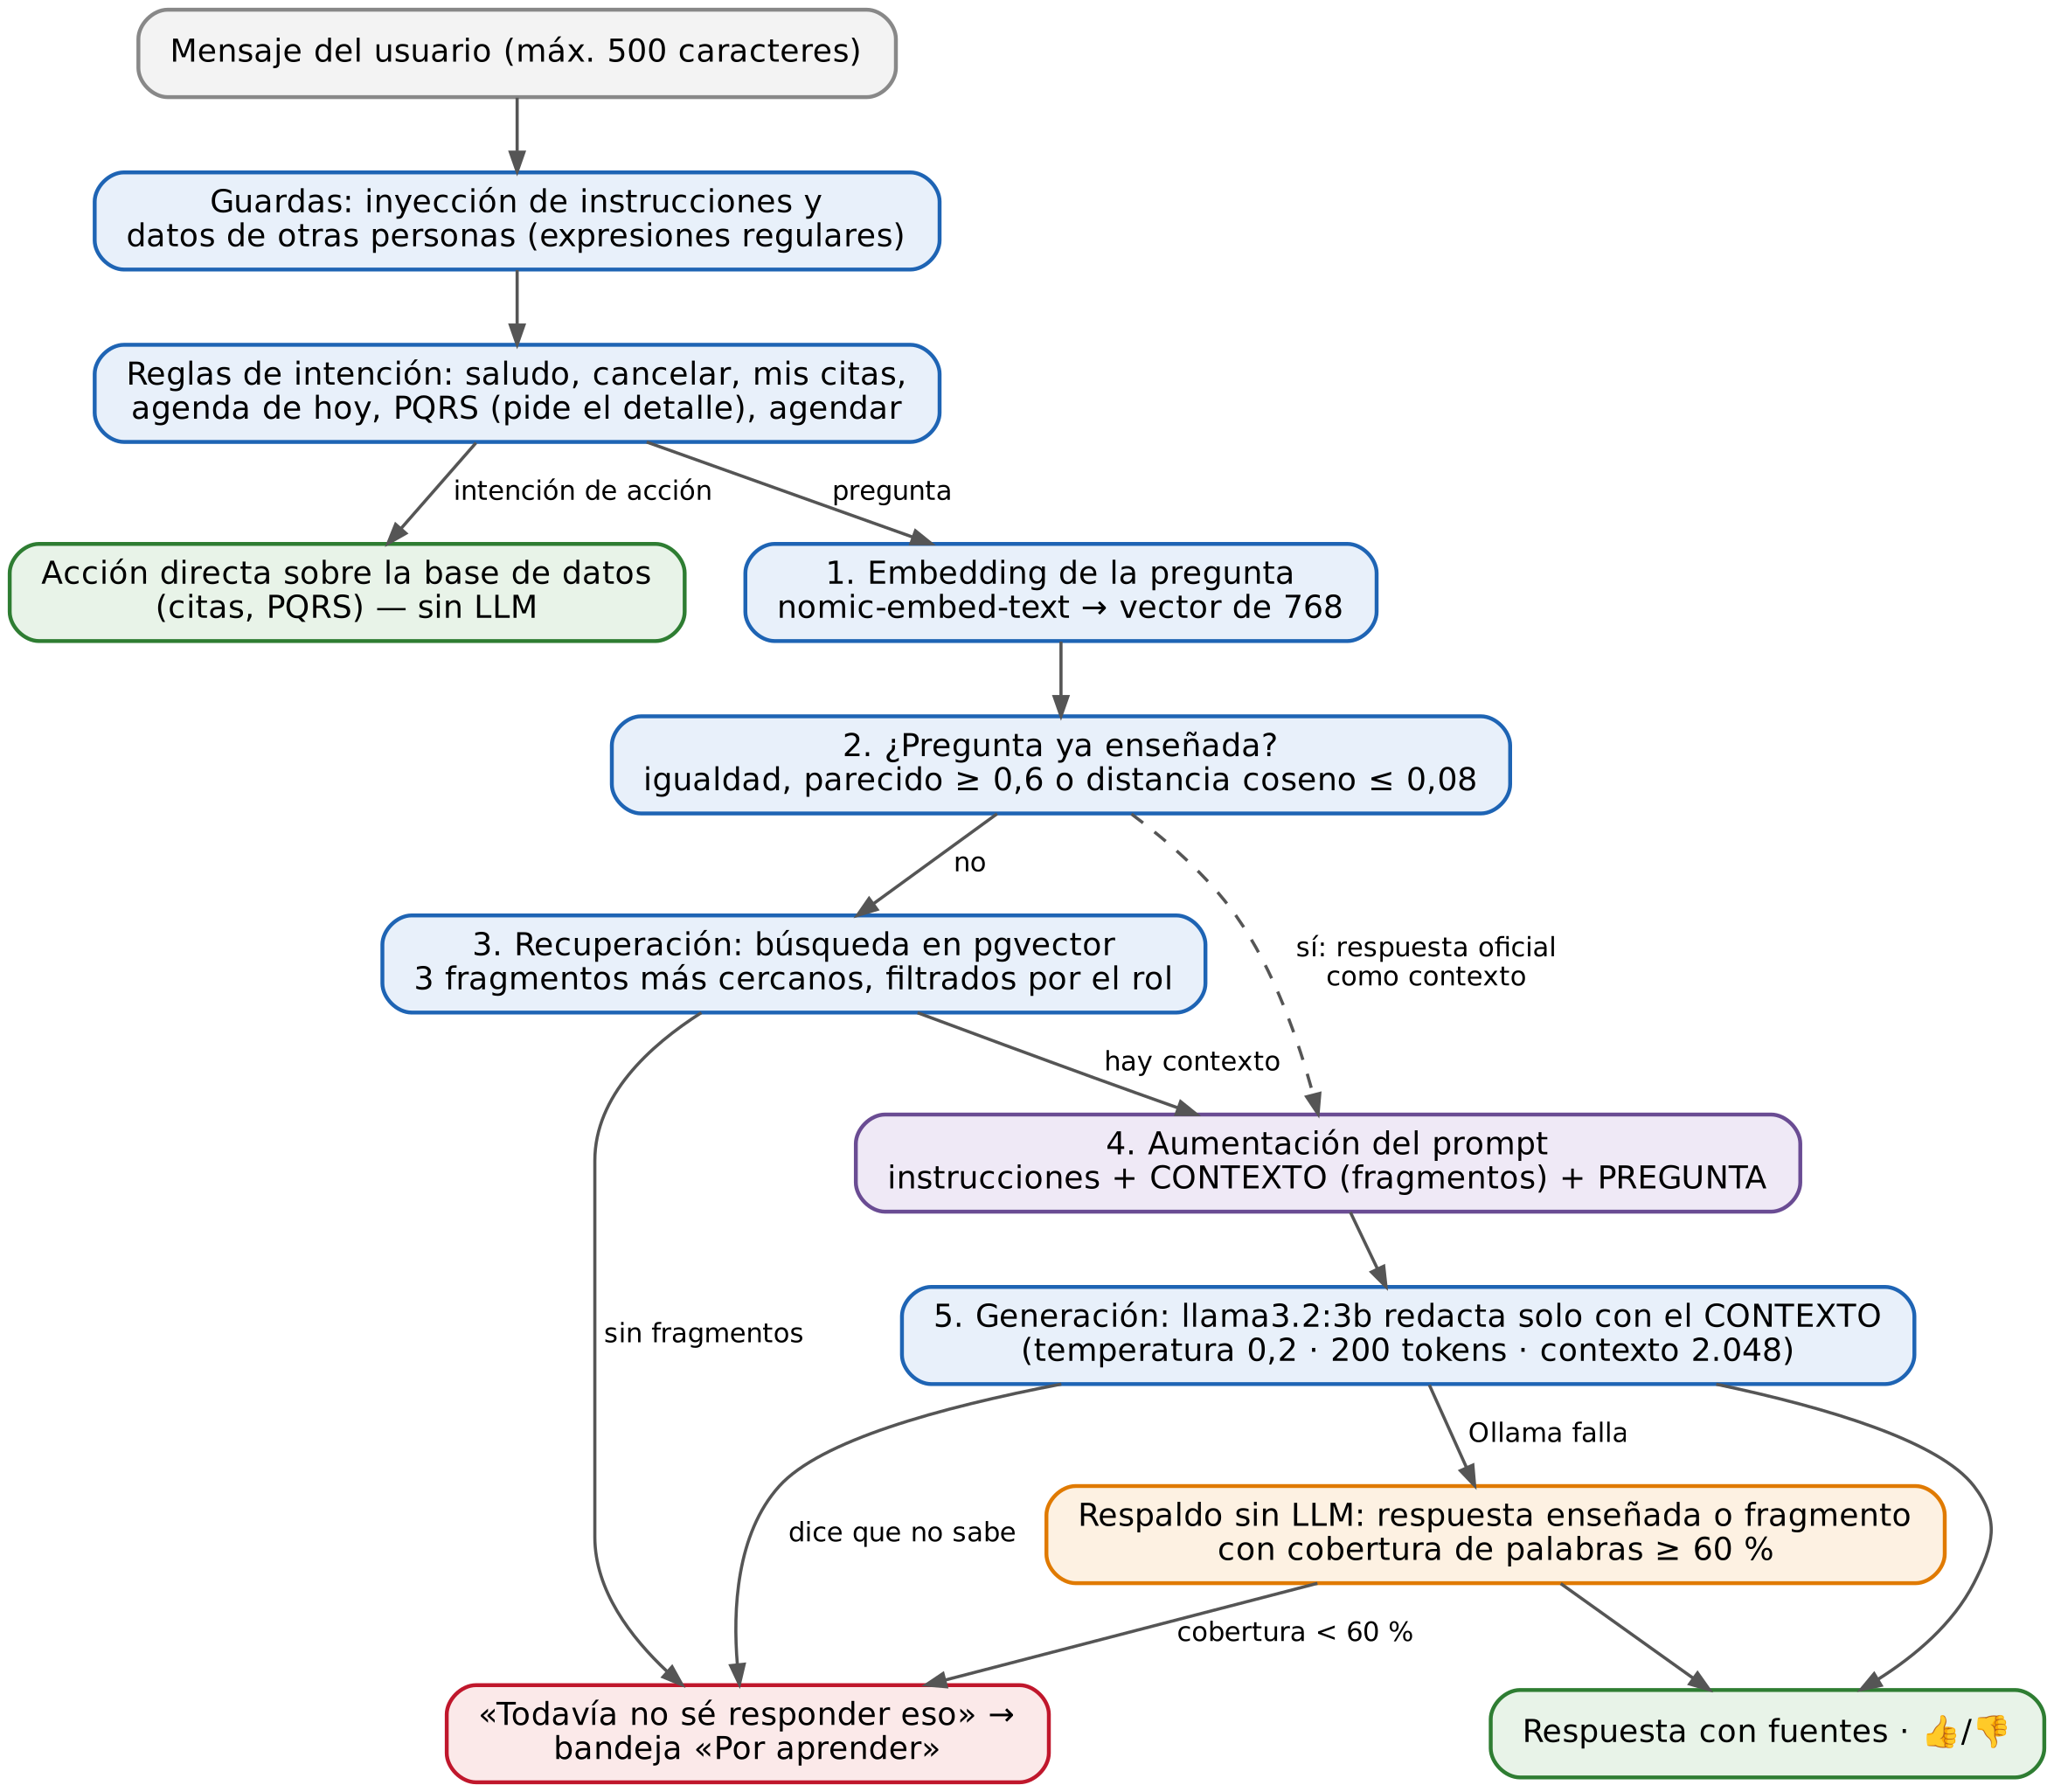 Mensaje del usuario (máx. 500 caracteres)
Guardas: inyección de instrucciones y
datos de otras personas (expresiones regulares)
Reglas de intención: saludo, cancelar, mis citas,
agenda de hoy, PQRS (pide el detalle), agendar
intención de acción
pregunta
Acción directa sobre la base de datos
(citas, PQRS) — sin LLM
1. Embedding de la pregunta
nomic-embed-text → vector de 768
2. ¿Pregunta ya enseñada?
igualdad, parecido ≥ 0,6 o distancia coseno ≤ 0,08
no
sí: respuesta oficial
como contexto
3. Recuperación: búsqueda en pgvector
3 fragmentos más cercanos, filtrados por el rol
hay contexto
4. Aumentación del prompt
instrucciones + CONTEXTO (fragmentos) + PREGUNTA
sin fragmentos
5. Generación: llama3.2:3b redacta solo con el CONTEXTO
(temperatura 0,2 · 200 tokens · contexto 2.048)
Ollama falla
dice que no sabe
Respaldo sin LLM: respuesta enseñada o fragmento
con cobertura de palabras ≥ 60 %
cobertura < 60 %
«Todavía no sé responder eso» →
bandeja «Por aprender»
Respuesta con fuentes · 👍/👎